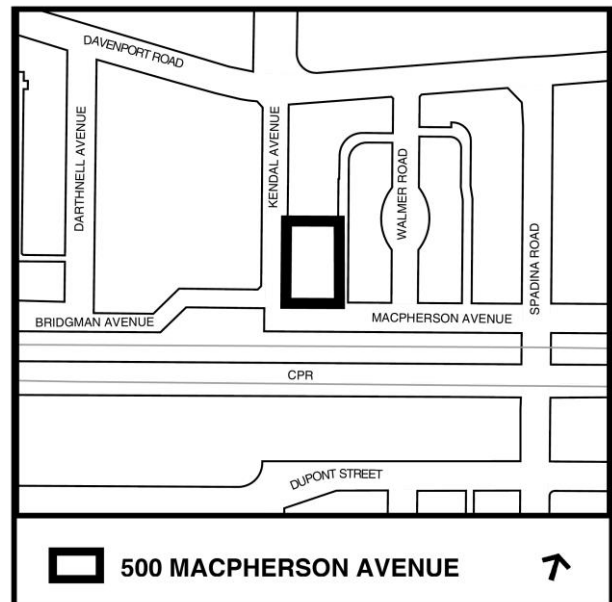 DAVENPORT ROAD
DARTHNELL AVENUE
KENDAL AVENUE
WALMER ROAD
SPADINA ROAD
BRIDGMAN AVENUE
MACPHERSON AVENUE
CPR
DUPONT STREET
500 MACPHERSON AVENUE